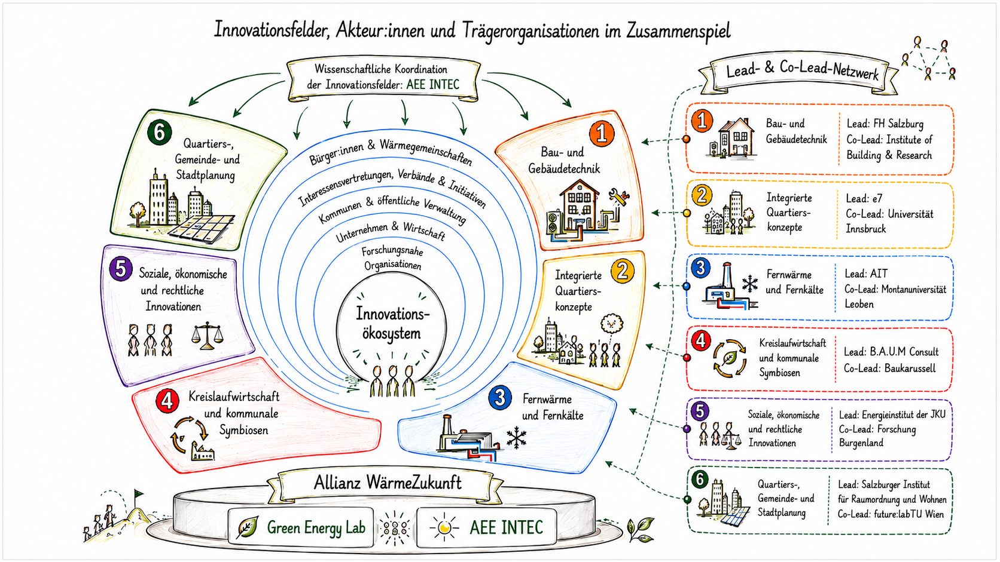 Innovationsfelder, Akteur:innen und Trägerorganisationen im Zusammenspiel
Wissenschaftliche Koordination
der Innovationsfelder: AEE INTEC
6
Quartiers-,
Gemeinde- und
Stadtplanung
5
Soziale, ökonomische
und rechtliche
Innovationen
4
Kreislaufwirtschaft
und kommunale
Symbiosen
Bürger:innen & Wärmegemeinschaften
Interessensvertretungen, Verbände & Initiativen
Kommunen & öffentliche Verwaltung
Unternehmen & Wirtschaft
Forschungsnahe
Organisationen
Innovations-
ökosystem
1
Bau- und
Gebäudetechnik
2
Integrierte
Quartiers-
konzepte
3
Fernwärme
und Fernkälte
Allianz WärmeZukunft
Green Energy Lab
AEE INTEC
Lead- & Co-Lead-Netzwerk
1
Bau- und
Gebäudetechnik
Lead: FH Salzburg
Co-Lead: Institute of
Building & Research
2
Integrierte
Quartiers-
konzepte
Lead: e7
Co-Lead: Universität
Innsbruck
3
Fernwärme
und Fernkälte
Lead: AIT
Co-Lead: Montanuniversität
Leoben
4
Kreislaufwirtschaft
und kommunale
Symbiosen
Lead: B.A.U.M Consult
Co-Lead: Baukarussell
5
Soziale, ökonomische
und rechtliche
Innovationen
Lead: Energieinstitut der JKU
Co-Lead: Forschung
Burgenland
6
Quartiers-,
Gemeinde- und
Stadtplanung
Lead: Salzburger Institut
für Raumordnung und Wohnen
Co-Lead: future:labTU Wien